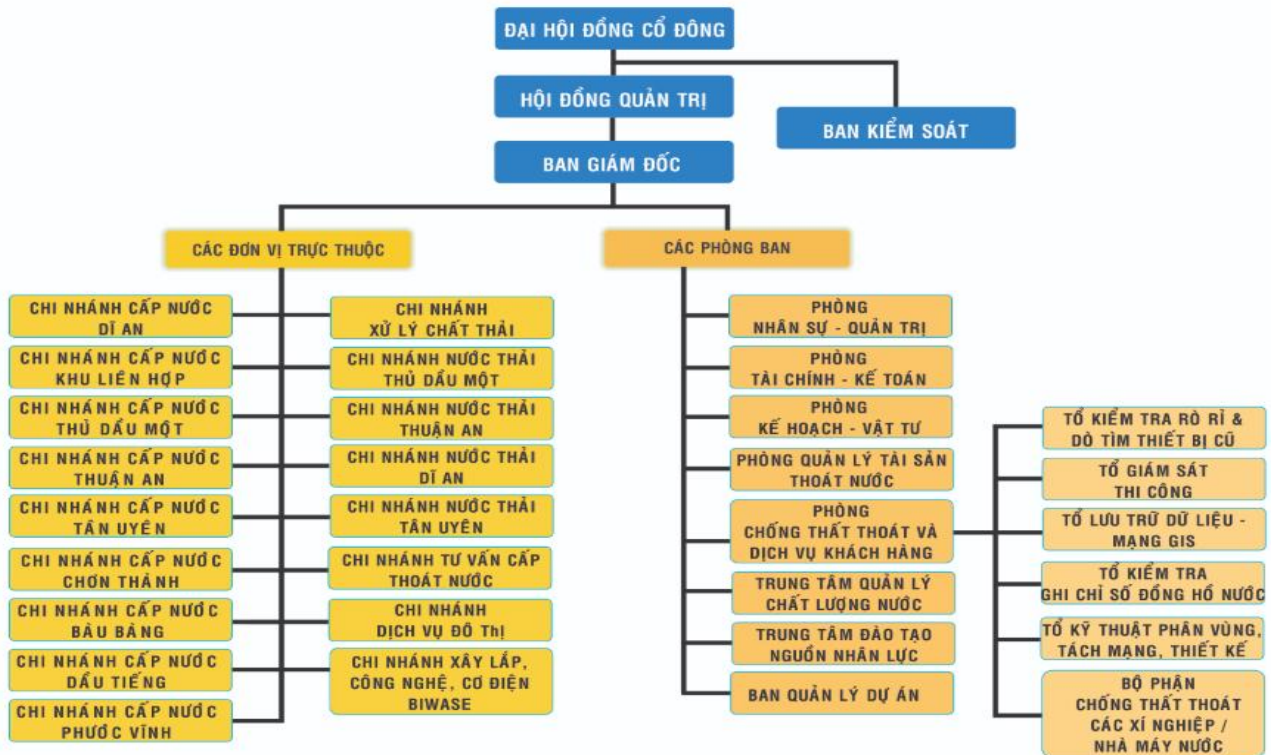 ĐẠI HỘI ĐỒNG CỔ ĐÔNG
HỘI ĐỒNG QUẢN TRỊ
BAN KIỂM SOÁT
BAN GIÁM ĐỐC
CÁC ĐƠN VỊ TRỰC THUỘC
CHI NHÁNH CẤP NƯỚC
DĨ AN
CHI NHÁNH CẤP NƯỚC
KHU LIÊN HỢP
CHI NHÁNH CẤP NƯỚC
THỦ DẦU MỘT
CHI NHÁNH CẤP NƯỚC
THUẬN AN
CHI NHÁNH CẤP NƯỚC
TÂN UYÊN
CHI NHÁNH CẤP NƯỚC
CHƠN THÀNH
CHI NHÁNH CẤP NƯỚC
BÀU BÀNG
CHI NHÁNH CẤP NƯỚC
DẦU TIẾNG
CHI NHÁNH CẤP NƯỚC
PHƯỚC VĨNH
CHI NHÁNH
XỬ LÝ CHẤT THẢI
CHI NHÁNH NƯỚC THẢI
THỦ DẦU MỘT
CHI NHÁNH NƯỚC THẢI
THUẬN AN
CHI NHÁNH NƯỚC THẢI
DĨ AN
CHI NHÁNH NƯỚC THẢI
TÂN UYÊN
CHI NHÁNH TƯ VẤN CẤP
THOÁT NƯỚC
CHI NHÁNH
DỊCH VỤ ĐÔ THị
CHI NHÁNH XÂY LẮP,
CÔNG NGHỆ, CƠ ĐIỆN
BIWASE
CÁC PHÒNG BAN
PHÒNG
NHÂN SỰ - QUẢN TRỊ
PHÒNG
TÀI CHÍNH - KẾ TOÁN
PHÒNG
KẾ HOẠCH - VẬT TƯ
PHÒNG QUẢN LÝ TÀI SẢN
THOÁT NƯỚC
PHÒNG
CHỐNG THẤT THOÁT VÀ
DỊCH VỤ KHÁCH HÀNG
TRUNG TÂM QUẢN LÝ
CHẤT LƯỢNG NƯỚC
TRUNG TÂM ĐÀO TẠO
NGUỒN NHÂN LỰC
BAN QUẢN LÝ DỰ ÁN
TỔ KIỂM TRA RÒ RỈ &
DÒ TÌM THIẾT BỊ CŨ
TỔ GIÁM SÁT
THI CÔNG
TỔ LƯU TRỮ DỮ LIỆU -
MẠNG GIS
TỔ KIỂM TRA
GHI CHỈ SỐ ĐỒNG HỒ NƯỚC
TỔ KỸ THUẬT PHÂN VÙNG,
TÁCH MẠNG, THIẾT KẾ
BỘ PHẬN
CHỐNG THẤT THOÁT
CÁC XÍ NGHIỆP /
NHÀ MÁY NƯỚC